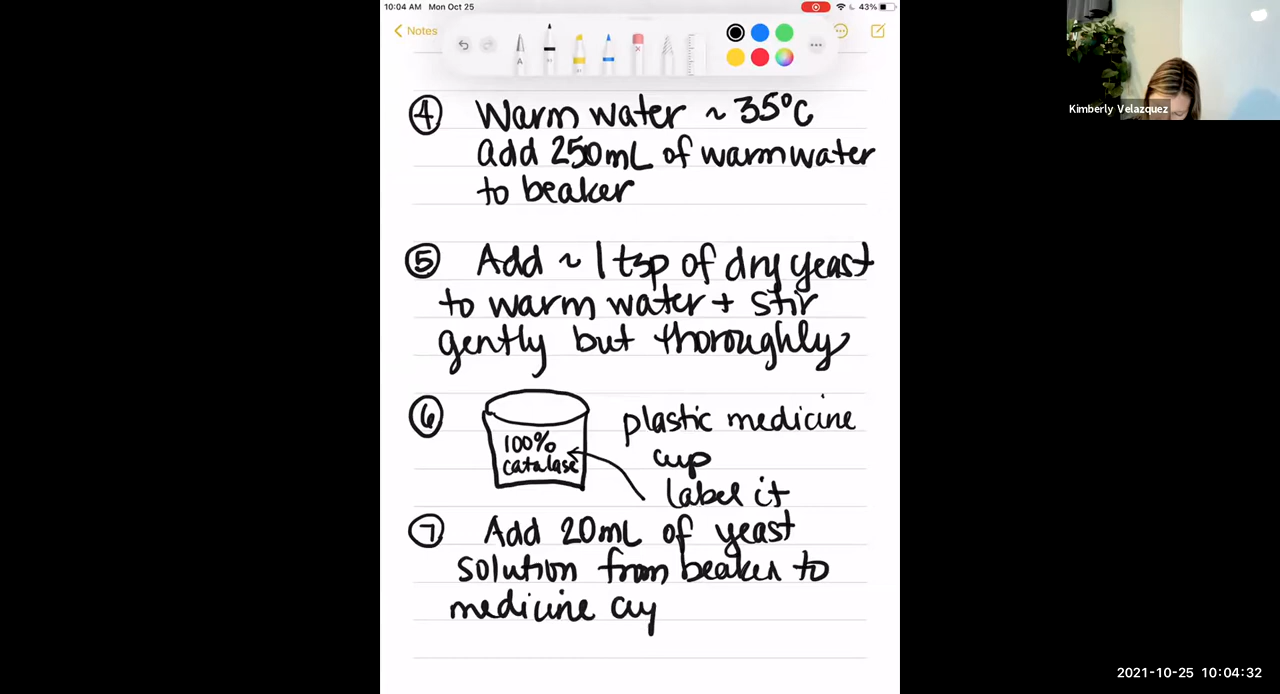 10:04 AM Mon Oct 25
43%
Notes
A
④ Warm water ~ 35°C
Add 250mL of warm water
to beaker
⑤ Add ~ 1 tsp of dry yeast
to warm water + stir
gently but thoroughly
⑥ 100%
catalase
plastic medicine
cup
label it
⑦ Add 20mL of yeast
solution from beaker to
medicine cup
Kimberly Velazquez
2021-10-25 10:04:32